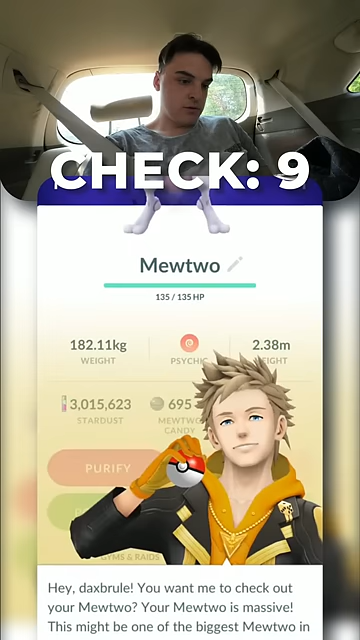 CHECK: 9
Mewtwo
135 / 135 HP
182.11kg
PSYCHIC
2.38m
WEIGHT
3,015,623
695
STARDUST
MEWTWO
CANDY
PURIFY
GYMS & RAIDS
Hey, daxbrule! You want me to check out
your Mewtwo? Your Mewtwo is massive!
This might be one of the biggest Mewtwo in